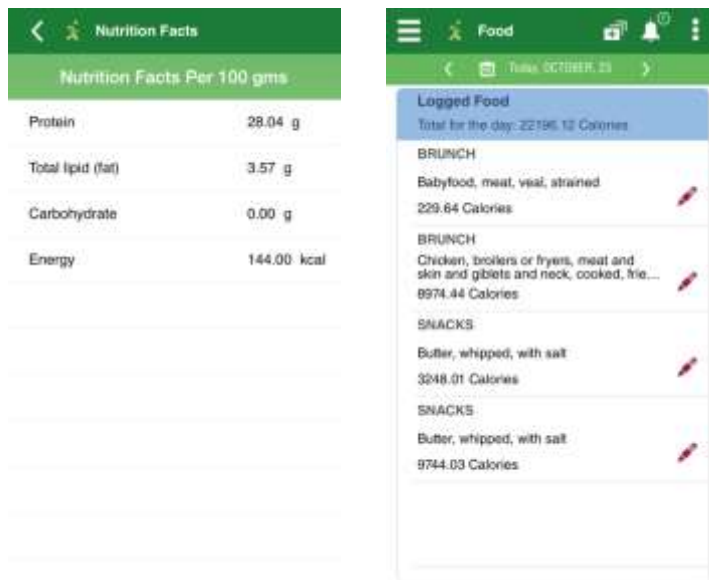 Nutrition Facts
Nutrition Facts Per 100 gms
Protein 28.04 g
Total lipid (fat) 3.57 g
Carbohydrate 0.00 g
Energy 144.00 kcal
Food
Today, OCTOBER, 23
Logged Food
Total for the day: 22196.12 Calories
BRUNCH
Babyfood, meat, veal, strained
229.64 Calories
BRUNCH
Chicken, broilers or fryers, meat and
skin and giblets and neck, cooked, frie...
8974.44 Calories
SNACKS
Butter, whipped, with salt
3248.01 Calories
SNACKS
Butter, whipped, with salt
9744.03 Calories